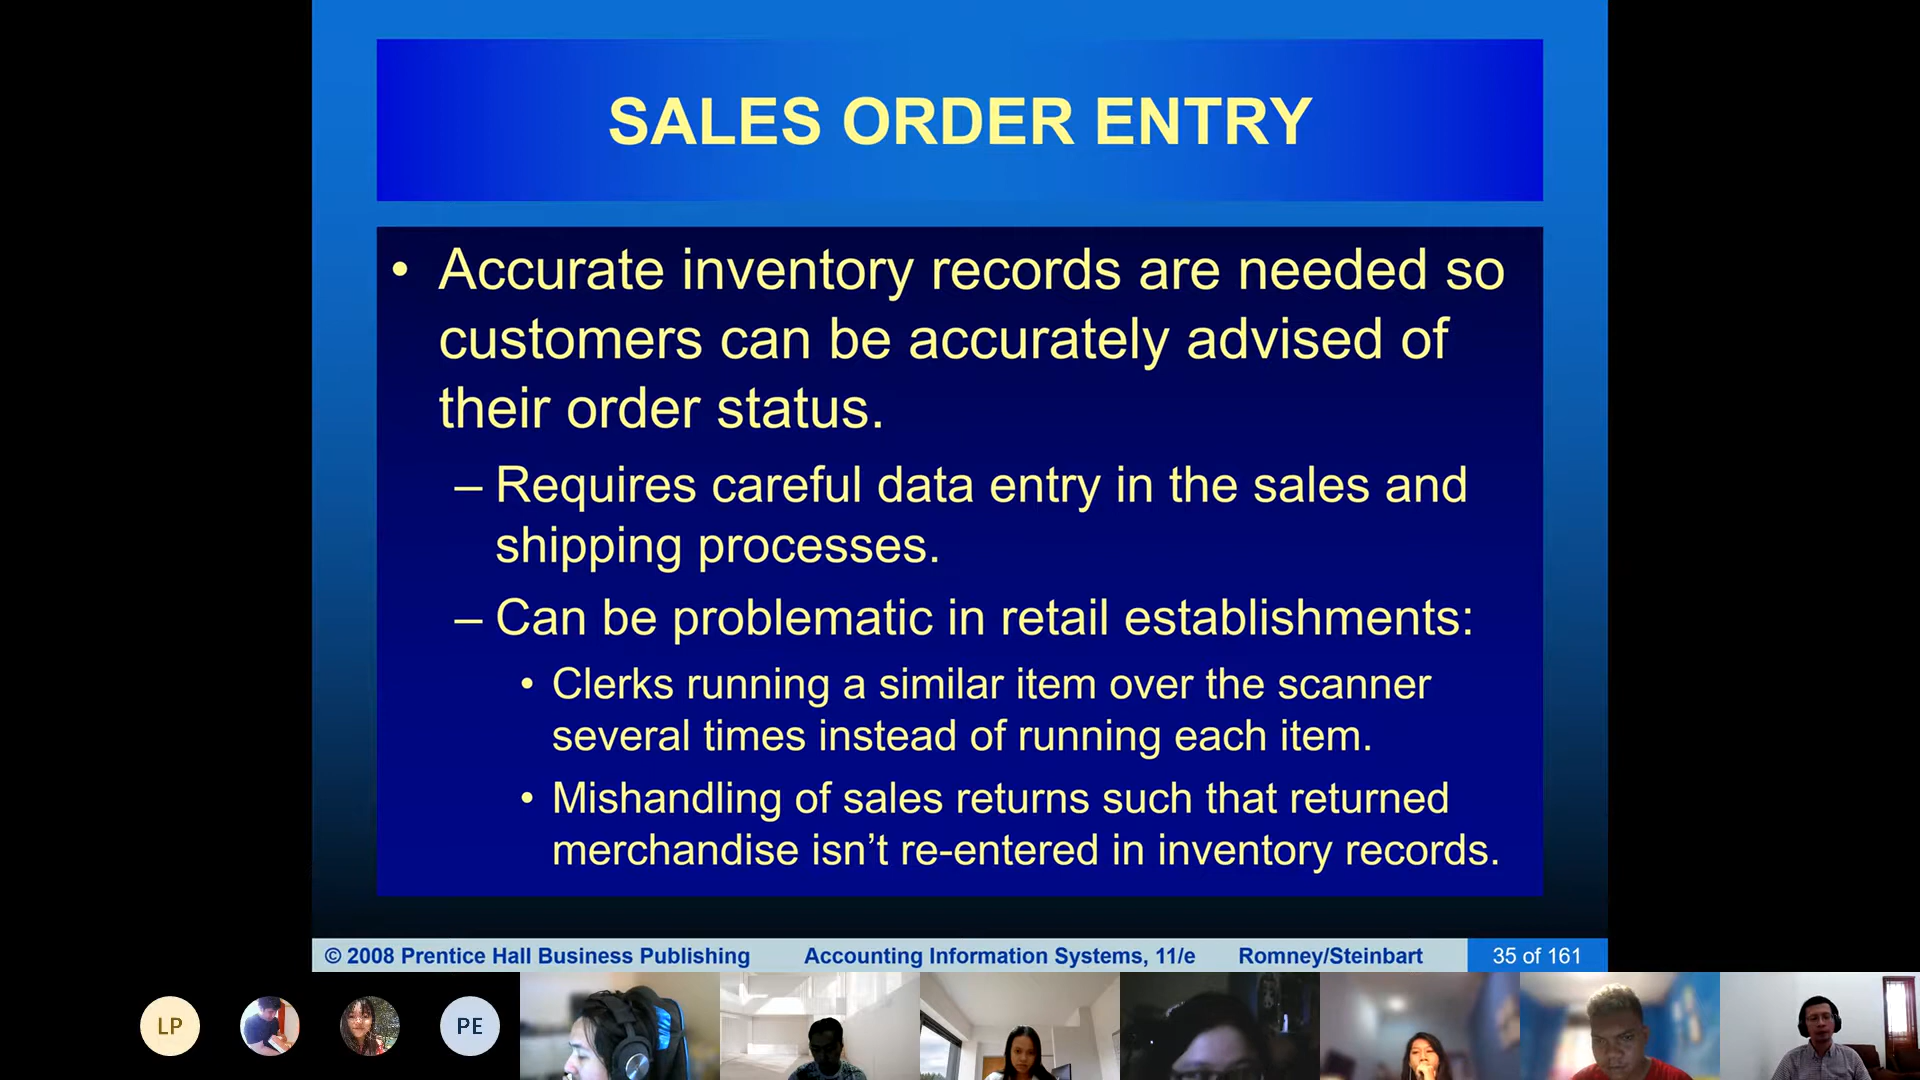 SALES ORDER ENTRY
• Accurate inventory records are needed so
customers can be accurately advised of
their order status.
– Requires careful data entry in the sales and
shipping processes.
– Can be problematic in retail establishments:
• Clerks running a similar item over the scanner
several times instead of running each item.
• Mishandling of sales returns such that returned
merchandise isn’t re-entered in inventory records.
© 2008 Prentice Hall Business Publishing Accounting Information Systems, 11/e Romney/Steinbart 35 of 161
LP PE